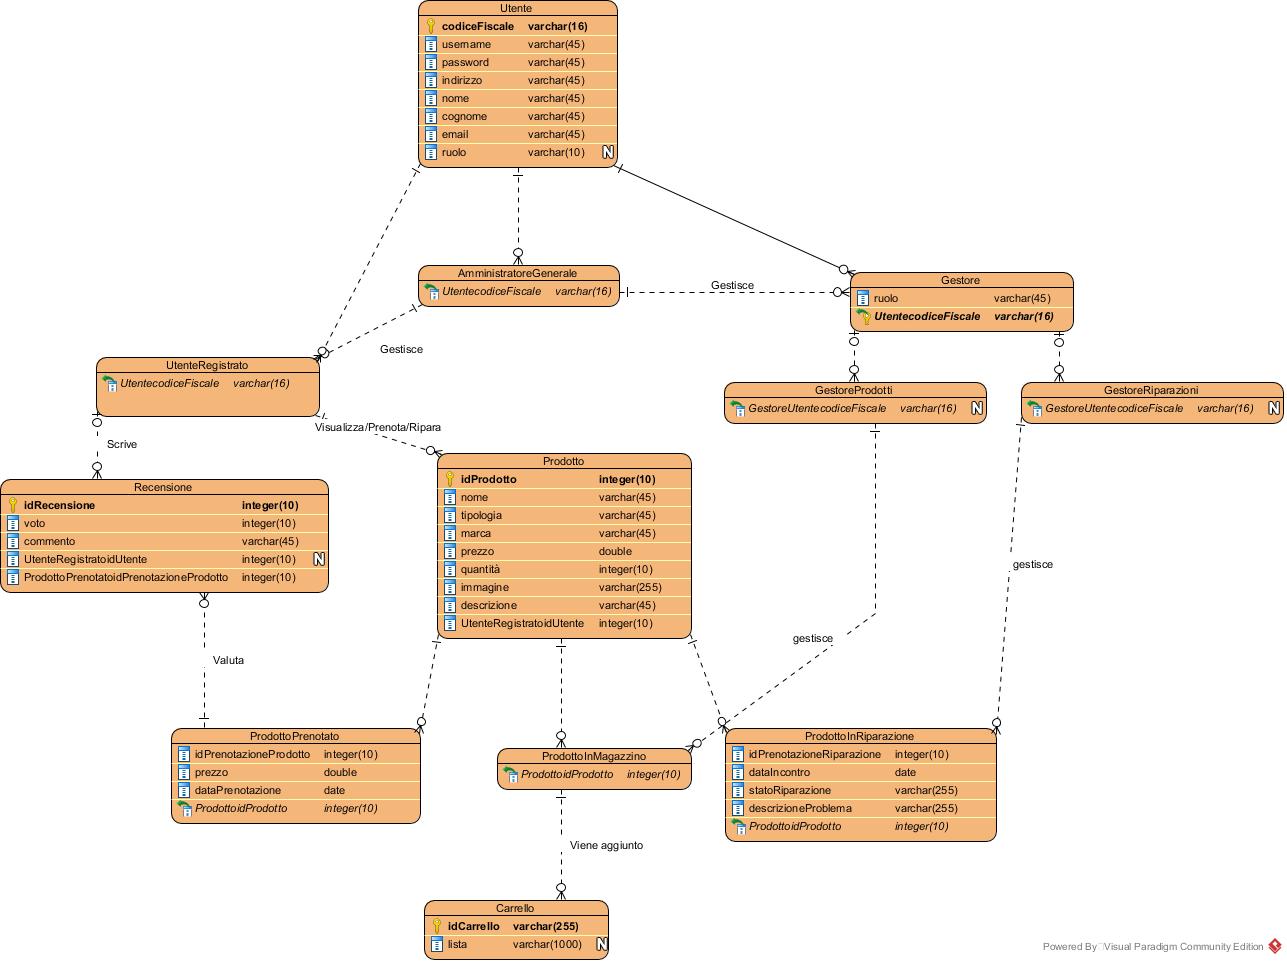 Utente
codiceFiscale varchar(16)
username varchar(45)
password varchar(45)
indirizzo varchar(45)
nome varchar(45)
cognome varchar(45)
email varchar(45)
ruolo varchar(10) N
AmministratoreGenerale
UtentecodiceFiscale varchar(16)
Gestisce
Gestore
ruolo varchar(45)
UtentecodiceFiscale varchar(16)
Gestisce
UtenteRegistrato
UtentecodiceFiscale varchar(16)
GestoreProdotti
GestoreUtentecodiceFiscale varchar(16) N
GestoreRiparazioni
GestoreUtentecodiceFiscale varchar(16) N
Visualizza/Prenota/Ripara
Scrive
Recensione
idRecensione integer(10)
voto integer(10)
commento varchar(45)
UtenteRegistratoidUtente integer(10) N
ProdottoPrenotatoidPrenotazioneProdotto integer(10)
Prodotto
idProdotto integer(10)
nome varchar(45)
tipologia varchar(45)
marca varchar(45)
prezzo double
quantità integer(10)
immagine varchar(255)
descrizione varchar(45)
UtenteRegistratoidUtente integer(10)
gestisce
gestisce
Valuta
ProdottoPrenotato
idPrenotazioneProdotto integer(10)
prezzo double
dataPrenotazione date
ProdottoidProdotto integer(10)
ProdottoInMagazzino
ProdottoidProdotto integer(10)
ProdottoInRiparazione
idPrenotazioneRiparazione integer(10)
dataIncontro date
statoRiparazione varchar(255)
descrizioneProblema varchar(255)
ProdottoidProdotto integer(10)
Viene aggiunto
Carrello
idCarrello varchar(255)
lista varchar(1000) N
Powered By Visual Paradigm Community Edition